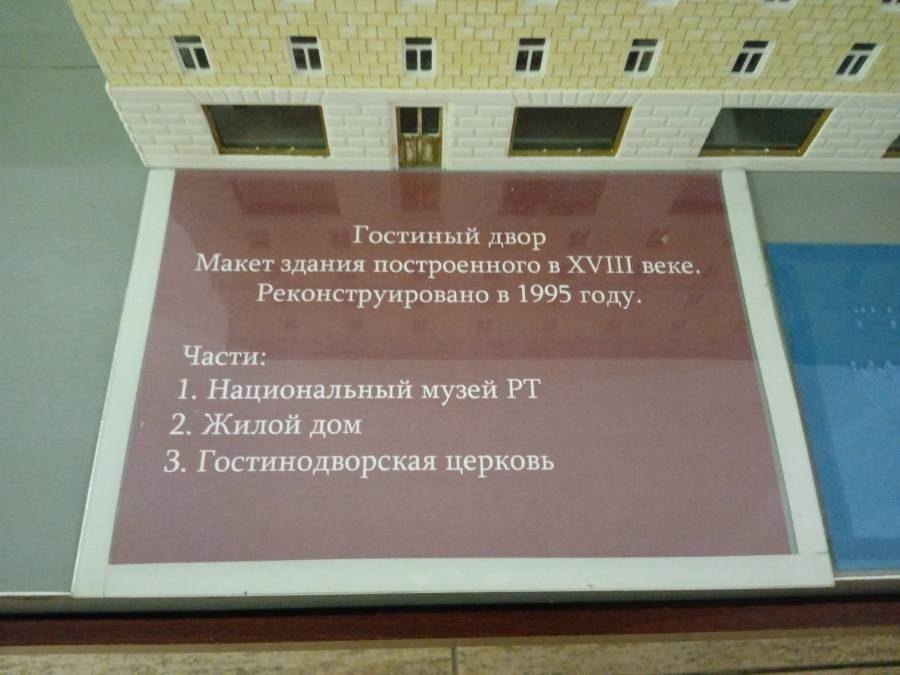 Гостиный двор
Макет здания построенного в XVIII веке.
Реконструировано в 1995 году.
Части:
1. Национальный музей РТ
2. Жилой дом
3. Гостинодворская церковь